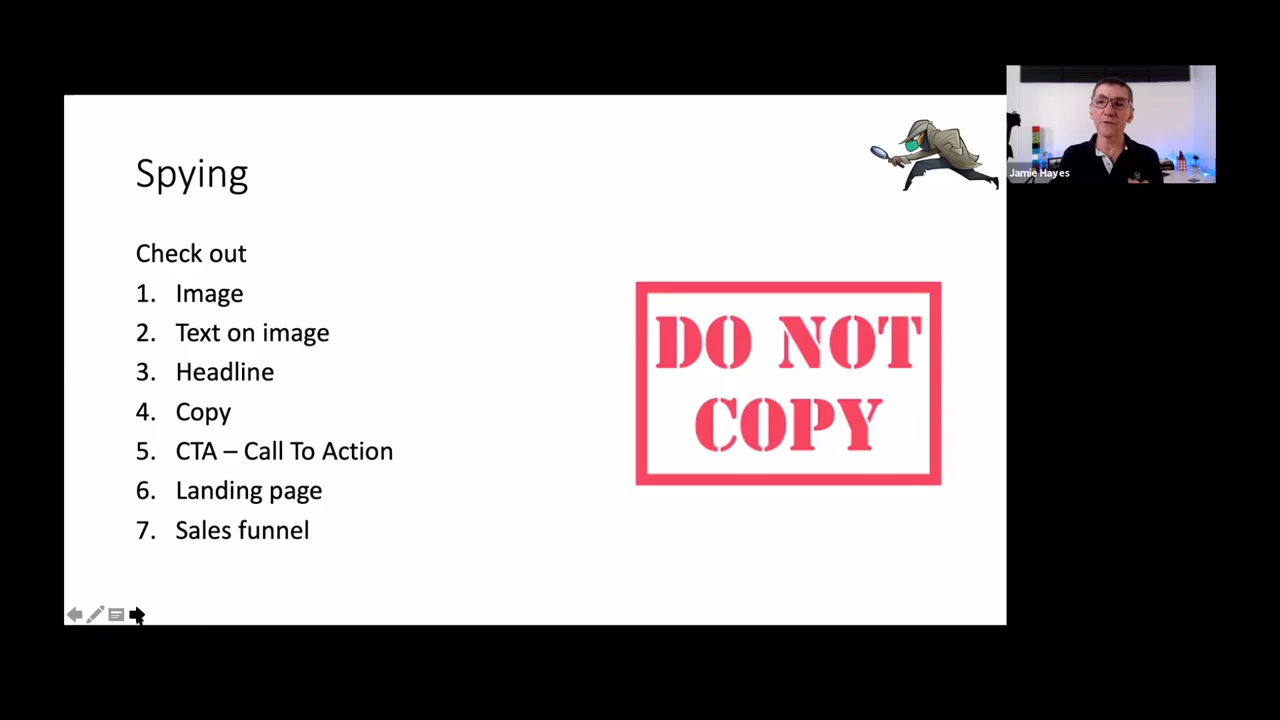 Spying
Check out
1. Image
2. Text on image
3. Headline
4. Copy
5. CTA – Call To Action
6. Landing page
7. Sales funnel
DO NOT
COPY
Jamie Hayes